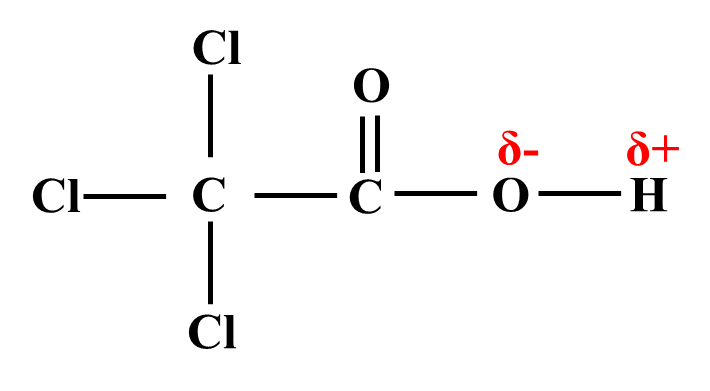 Cl
O
δ- δ+
Cl C C O H
Cl